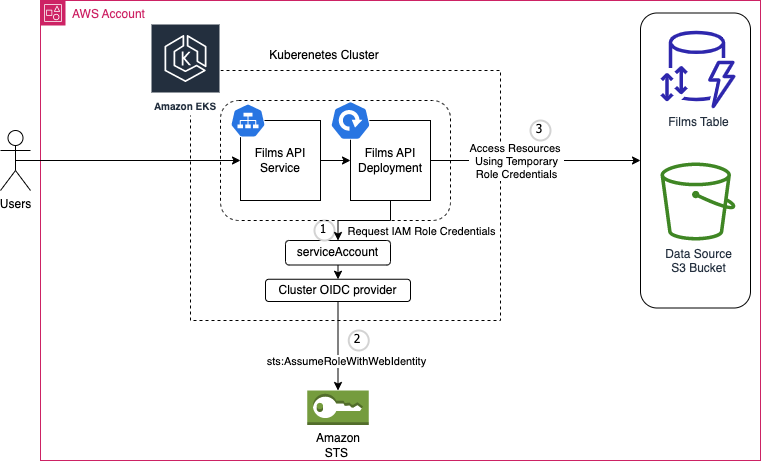 AWS Account
Kuberenetes Cluster
Amazon EKS
Films API
Service
Films API
Deployment
3
Access Resources
Using Temporary
Role Credentials
Films Table
Users
1
Request IAM Role Credentials
serviceAccount
Data Source
S3 Bucket
Cluster OIDC provider
2
sts:AssumeRoleWithWebIdentity
Amazon
STS